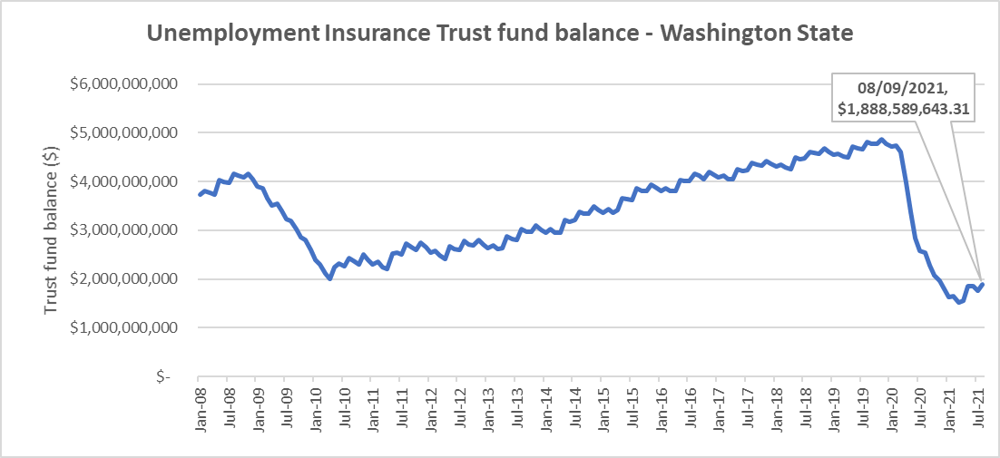 Unemployment Insurance Trust fund balance - Washington State
Trust fund balance ($)
$6,000,000,000
$5,000,000,000
$4,000,000,000
$3,000,000,000
$2,000,000,000
$1,000,000,000
$-
08/09/2021,
$1,888,589,643.31
Jan-08
Jul-08
Jan-09
Jul-09
Jan-10
Jul-10
Jan-11
Jul-11
Jan-12
Jul-12
Jan-13
Jul-13
Jan-14
Jul-14
Jan-15
Jul-15
Jan-16
Jul-16
Jan-17
Jul-17
Jan-18
Jul-18
Jan-19
Jul-19
Jan-20
Jul-20
Jan-21
Jul-21